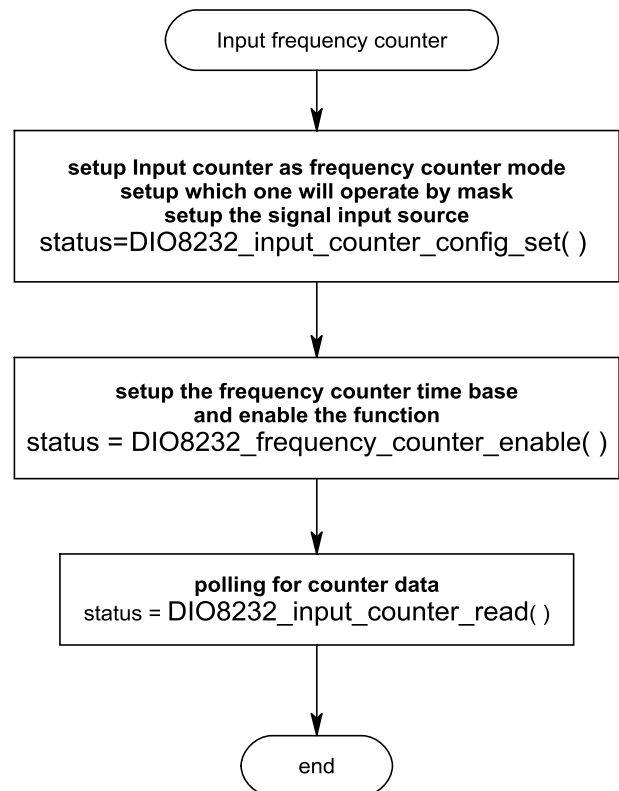 Input frequency counter
setup Input counter as frequency counter mode
setup which one will operate by mask
setup the signal input source
status=DIO8232_input_counter_config_set( )
setup the frequency counter time base
and enable the function
status = DIO8232_frequency_counter_enable( )
polling for counter data
status = DIO8232_input_counter_read( )
end